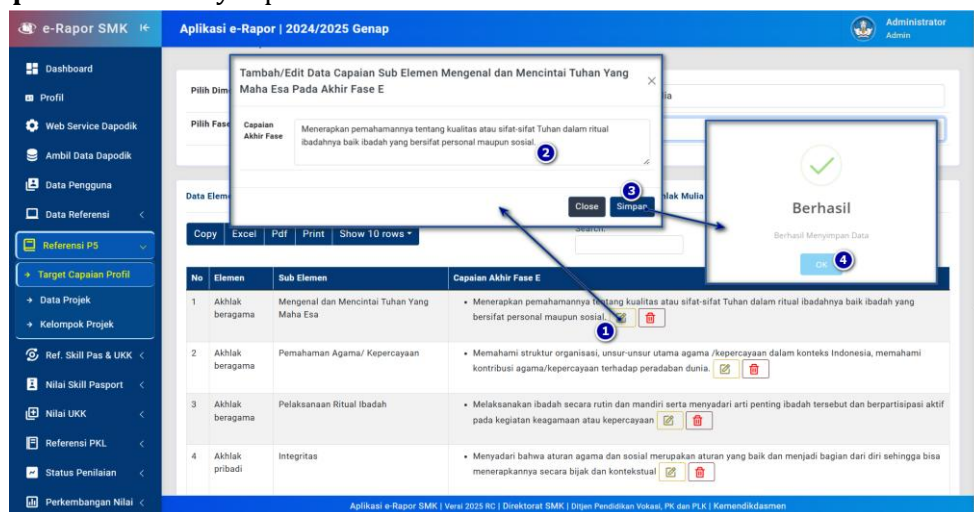 e-Rapor SMK
Aplikasi e-Rapor | 2024/2025 Genap
Administrator
Admin
Dashboard
Profil
Web Service Dapodik
Ambil Data Dapodik
Data Pengguna
Data Referensi
Referensi P5
Target Capaian Profil
Data Projek
Kelompok Projek
Ref. Skill Pas & UKK
Nilai Skill Pasport
Nilai UKK
Referensi PKL
Status Penilaian
Perkembangan Nilai
Pilih Dim
Pilih Fase
Tambah/Edit Data Capaian Sub Elemen Mengenal dan Mencintai Tuhan Yang
Maha Esa Pada Akhir Fase E
Capaian
Akhir Fase
Menerapkan pemahamannya tentang kualitas atau sifat-sifat Tuhan dalam ritual
ibadahnya baik ibadah yang bersifat personal maupun sosial.
2
3
Close
Simpan
ia
Berhasil
Berhasil Menyimpan Data
OK
4
Data Eleme
hlak Mulia
Copy
Excel
Pdf
Print
Show 10 rows
Search:
No
Elemen
Sub Elemen
Capaian Akhir Fase E
1
Akhlak
beragama
Mengenal dan Mencintai Tuhan Yang
Maha Esa
• Menerapkan pemahamannya tentang kualitas atau sifat-sifat Tuhan dalam ritual ibadahnya baik ibadah yang
bersifat personal maupun sosial.
1
2
Akhlak
beragama
Pemahaman Agama/ Kepercayaan
• Memahami struktur organisasi, unsur-unsur utama agama /kepercayaan dalam konteks Indonesia, memahami
kontribusi agama/kepercayaan terhadap peradaban dunia.
3
Akhlak
beragama
Pelaksanaan Ritual Ibadah
• Melaksanakan ibadah secara rutin dan mandiri serta menyadari arti penting ibadah tersebut dan berpartisipasi aktif
pada kegiatan keagamaan atau kepercayaan
4
Akhlak
pribadi
Integritas
• Menyadari bahwa aturan agama dan sosial merupakan aturan yang baik dan menjadi bagian dari diri sehingga bisa
menerapkannya secara bijak dan kontekstual
Aplikasi e-Rapor SMK | Versi 2025 RC | Direktorat SMK | Ditjen Pendidikan Vokasi, PK dan PLK | Kemendikdasmen